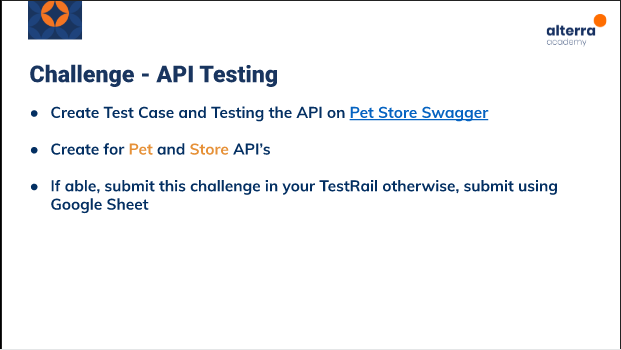 alterra
academy
Challenge - API Testing
● Create Test Case and Testing the API on Pet Store Swagger
● Create for Pet and Store API's
● If able, submit this challenge in your TestRail otherwise, submit using
Google Sheet